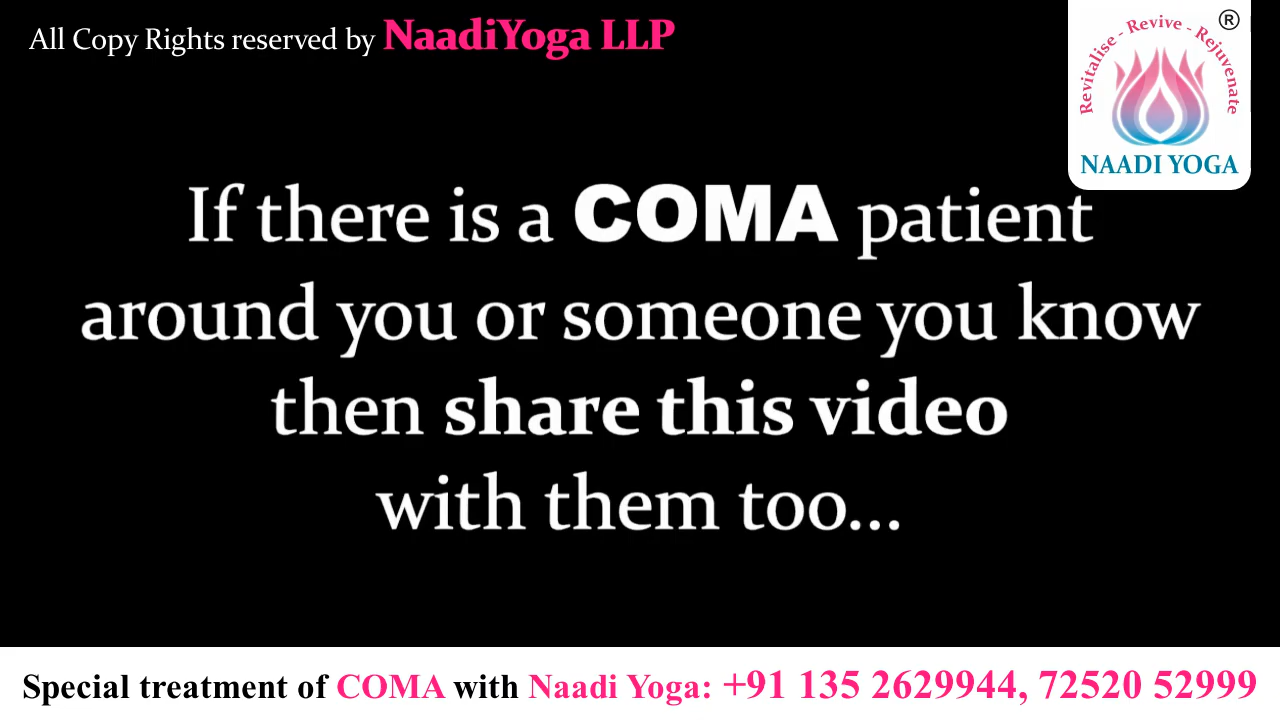 All Copy Rights reserved by NaadiYoga LLP
®
Revitalise - Revive - Rejuvenate
NAADI YOGA
If there is a COMA patient
around you or someone you know
then share this video
with them too...
Special treatment of COMA with Naadi Yoga: +91 135 2629944, 72520 52999